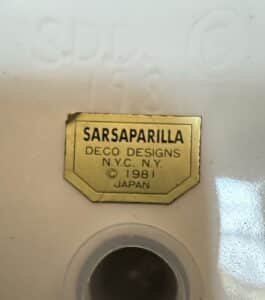 S.D.D. ©
SARSAPARILLA
DECO DESIGNS
N.Y.C. N.Y.
© 1981
JAPAN